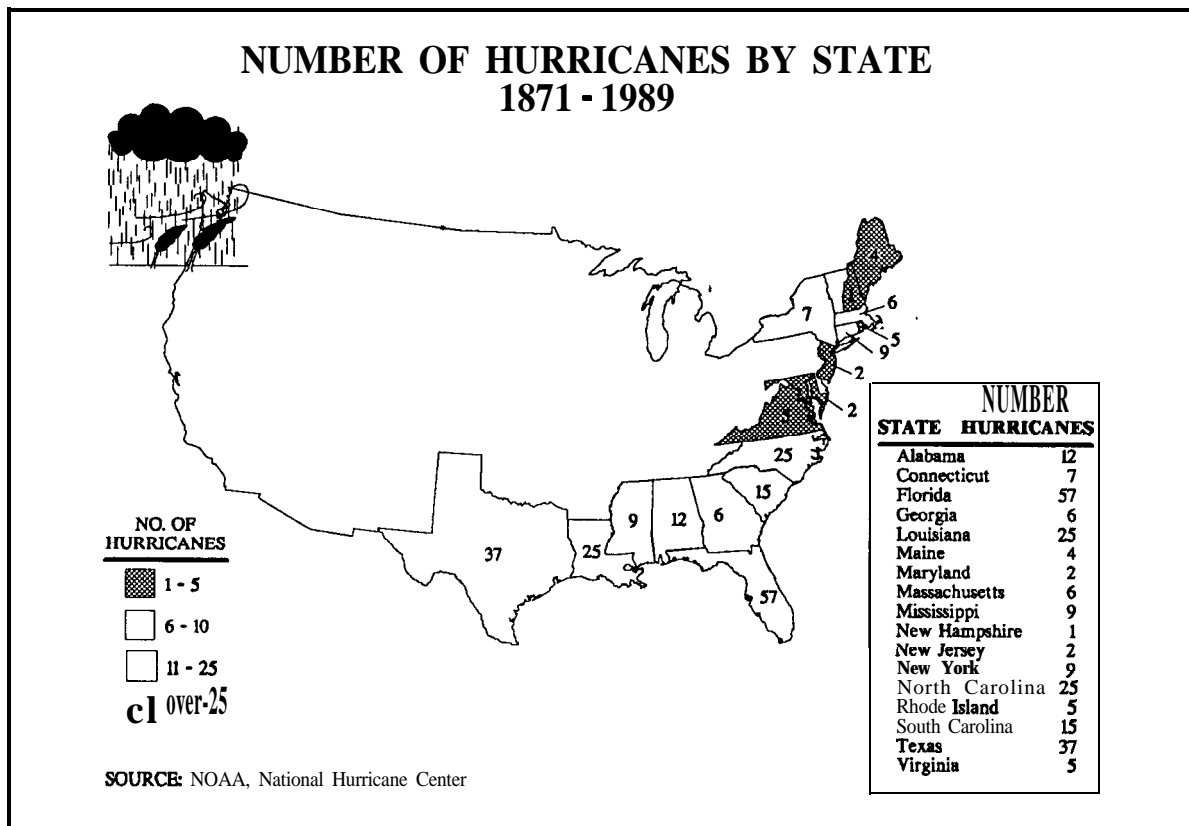 NUMBER OF HURRICANES BY STATE
1871 - 1989
4
1
6
7
5
9
2
2
5
25
15
9
12
6
37
25
57
NO. OF
HURRICANES
1 - 5
6 - 10
11 - 25
cl over-25
SOURCE: NOAA, National Hurricane Center
NUMBER
STATE HURRICANES
Alabama 12
Connecticut 7
Florida 57
Georgia 6
Louisiana 25
Maine 4
Maryland 2
Massachusetts 6
Mississippi 9
New Hampshire 1
New Jersey 2
New York 9
North Carolina 25
Rhode Island 5
South Carolina 15
Texas 37
Virginia 5